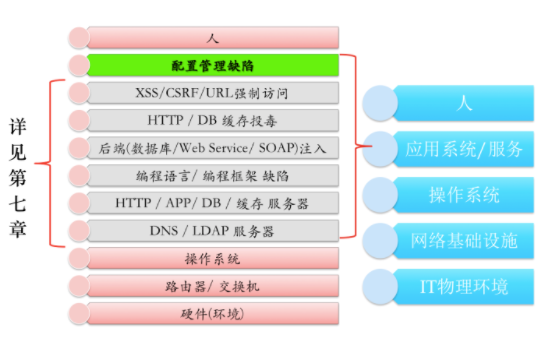 详见第七章
人
配置管理缺陷
XSS/CSRF/URL强制访问
HTTP / DB 缓存投毒
后端(数据库/Web Service/ SOAP)注入
编程语言/ 编程框架 缺陷
HTTP / APP/ DB / 缓存 服务器
DNS / LDAP 服务器
操作系统
路由器/ 交换机
硬件(环境)
人
应用系统/服务
操作系统
网络基础设施
IT物理环境